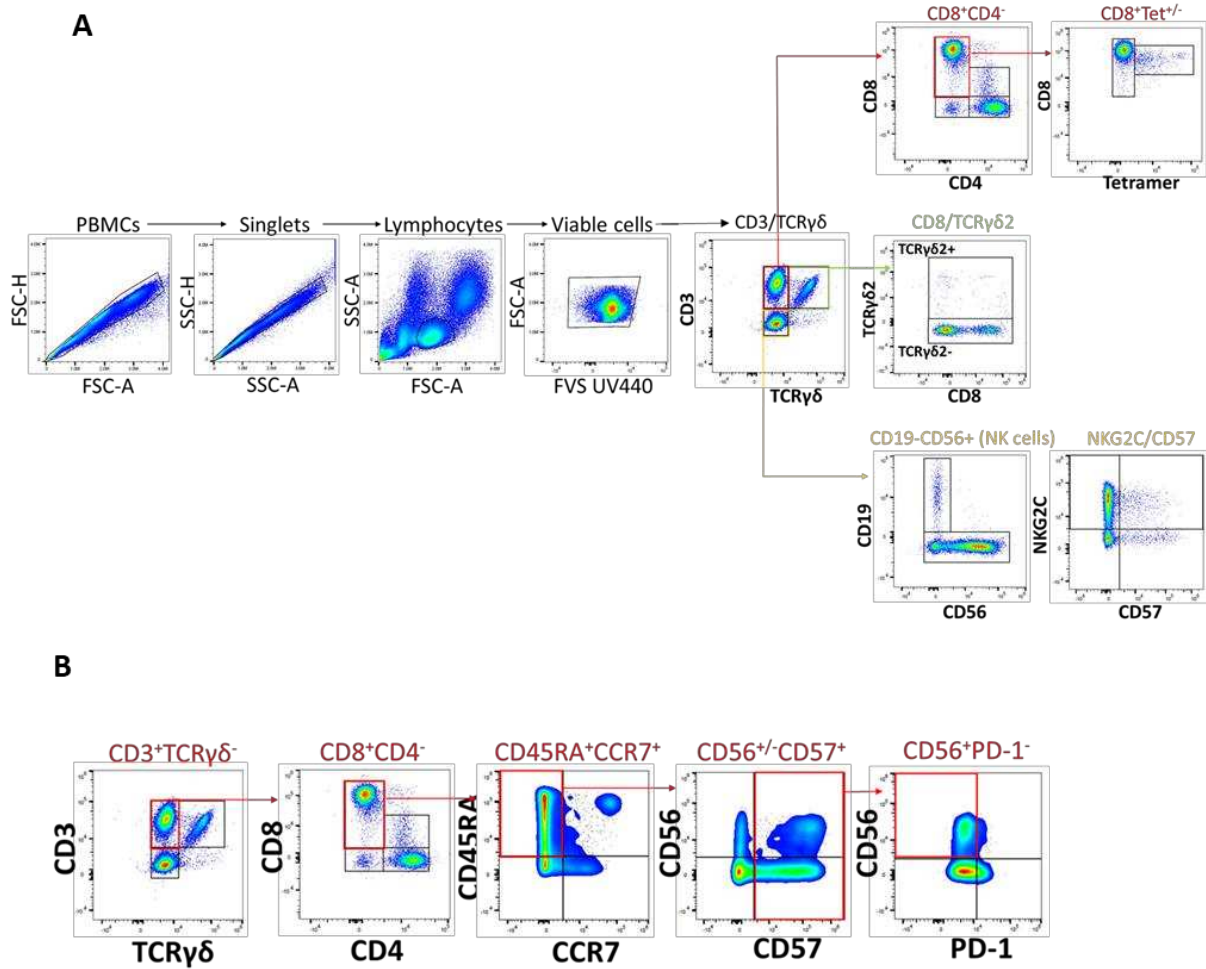 A
CD8⁺CD4⁻
CD8⁺Tet⁺/⁻
CD8
CD4
CD8
Tetramer
PBMCs
Singlets
Lymphocytes
Viable cells
CD3/TCRγδ
CD8/TCRγδ2
FSC-H
FSC-A
SSC-H
SSC-A
SSC-A
FSC-A
FSC-A
FVS UV440
CD3
TCRγδ
TCRγδ2+
TCRγδ2
TCRγδ2-
CD8
CD19-CD56+ (NK cells)
NKG2C/CD57
CD19
CD56
NKG2C
CD57
B
CD3⁺TCRγδ⁻
CD8⁺CD4⁻
CD45RA⁺CCR7⁺
CD56⁺/⁻CD57⁺
CD56⁺PD-1⁻
CD3
TCRγδ
CD8
CD4
CD45RA
CCR7
CD56
CD57
CD56
PD-1